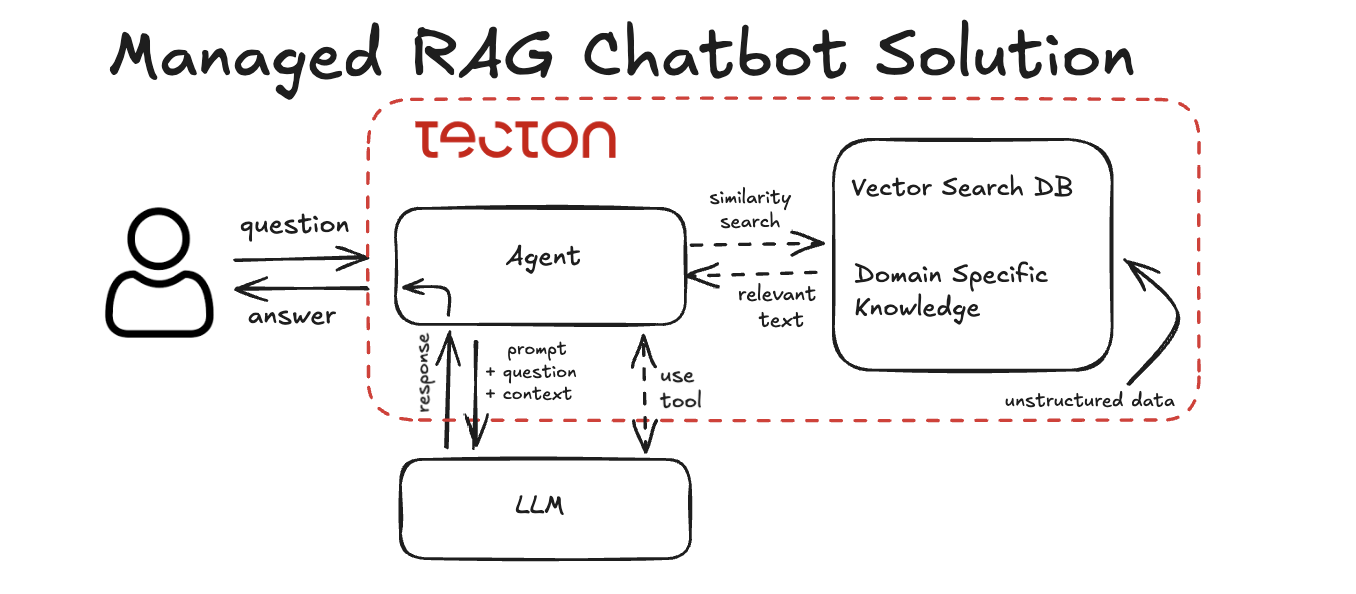 Managed RAG Chatbot Solution
tecton
question
answer
Agent
similarity
search
relevant
text
Vector Search DB
Domain Specific
Knowledge
unstructured data
response
prompt
+ question
+ context
use
tool
LLM